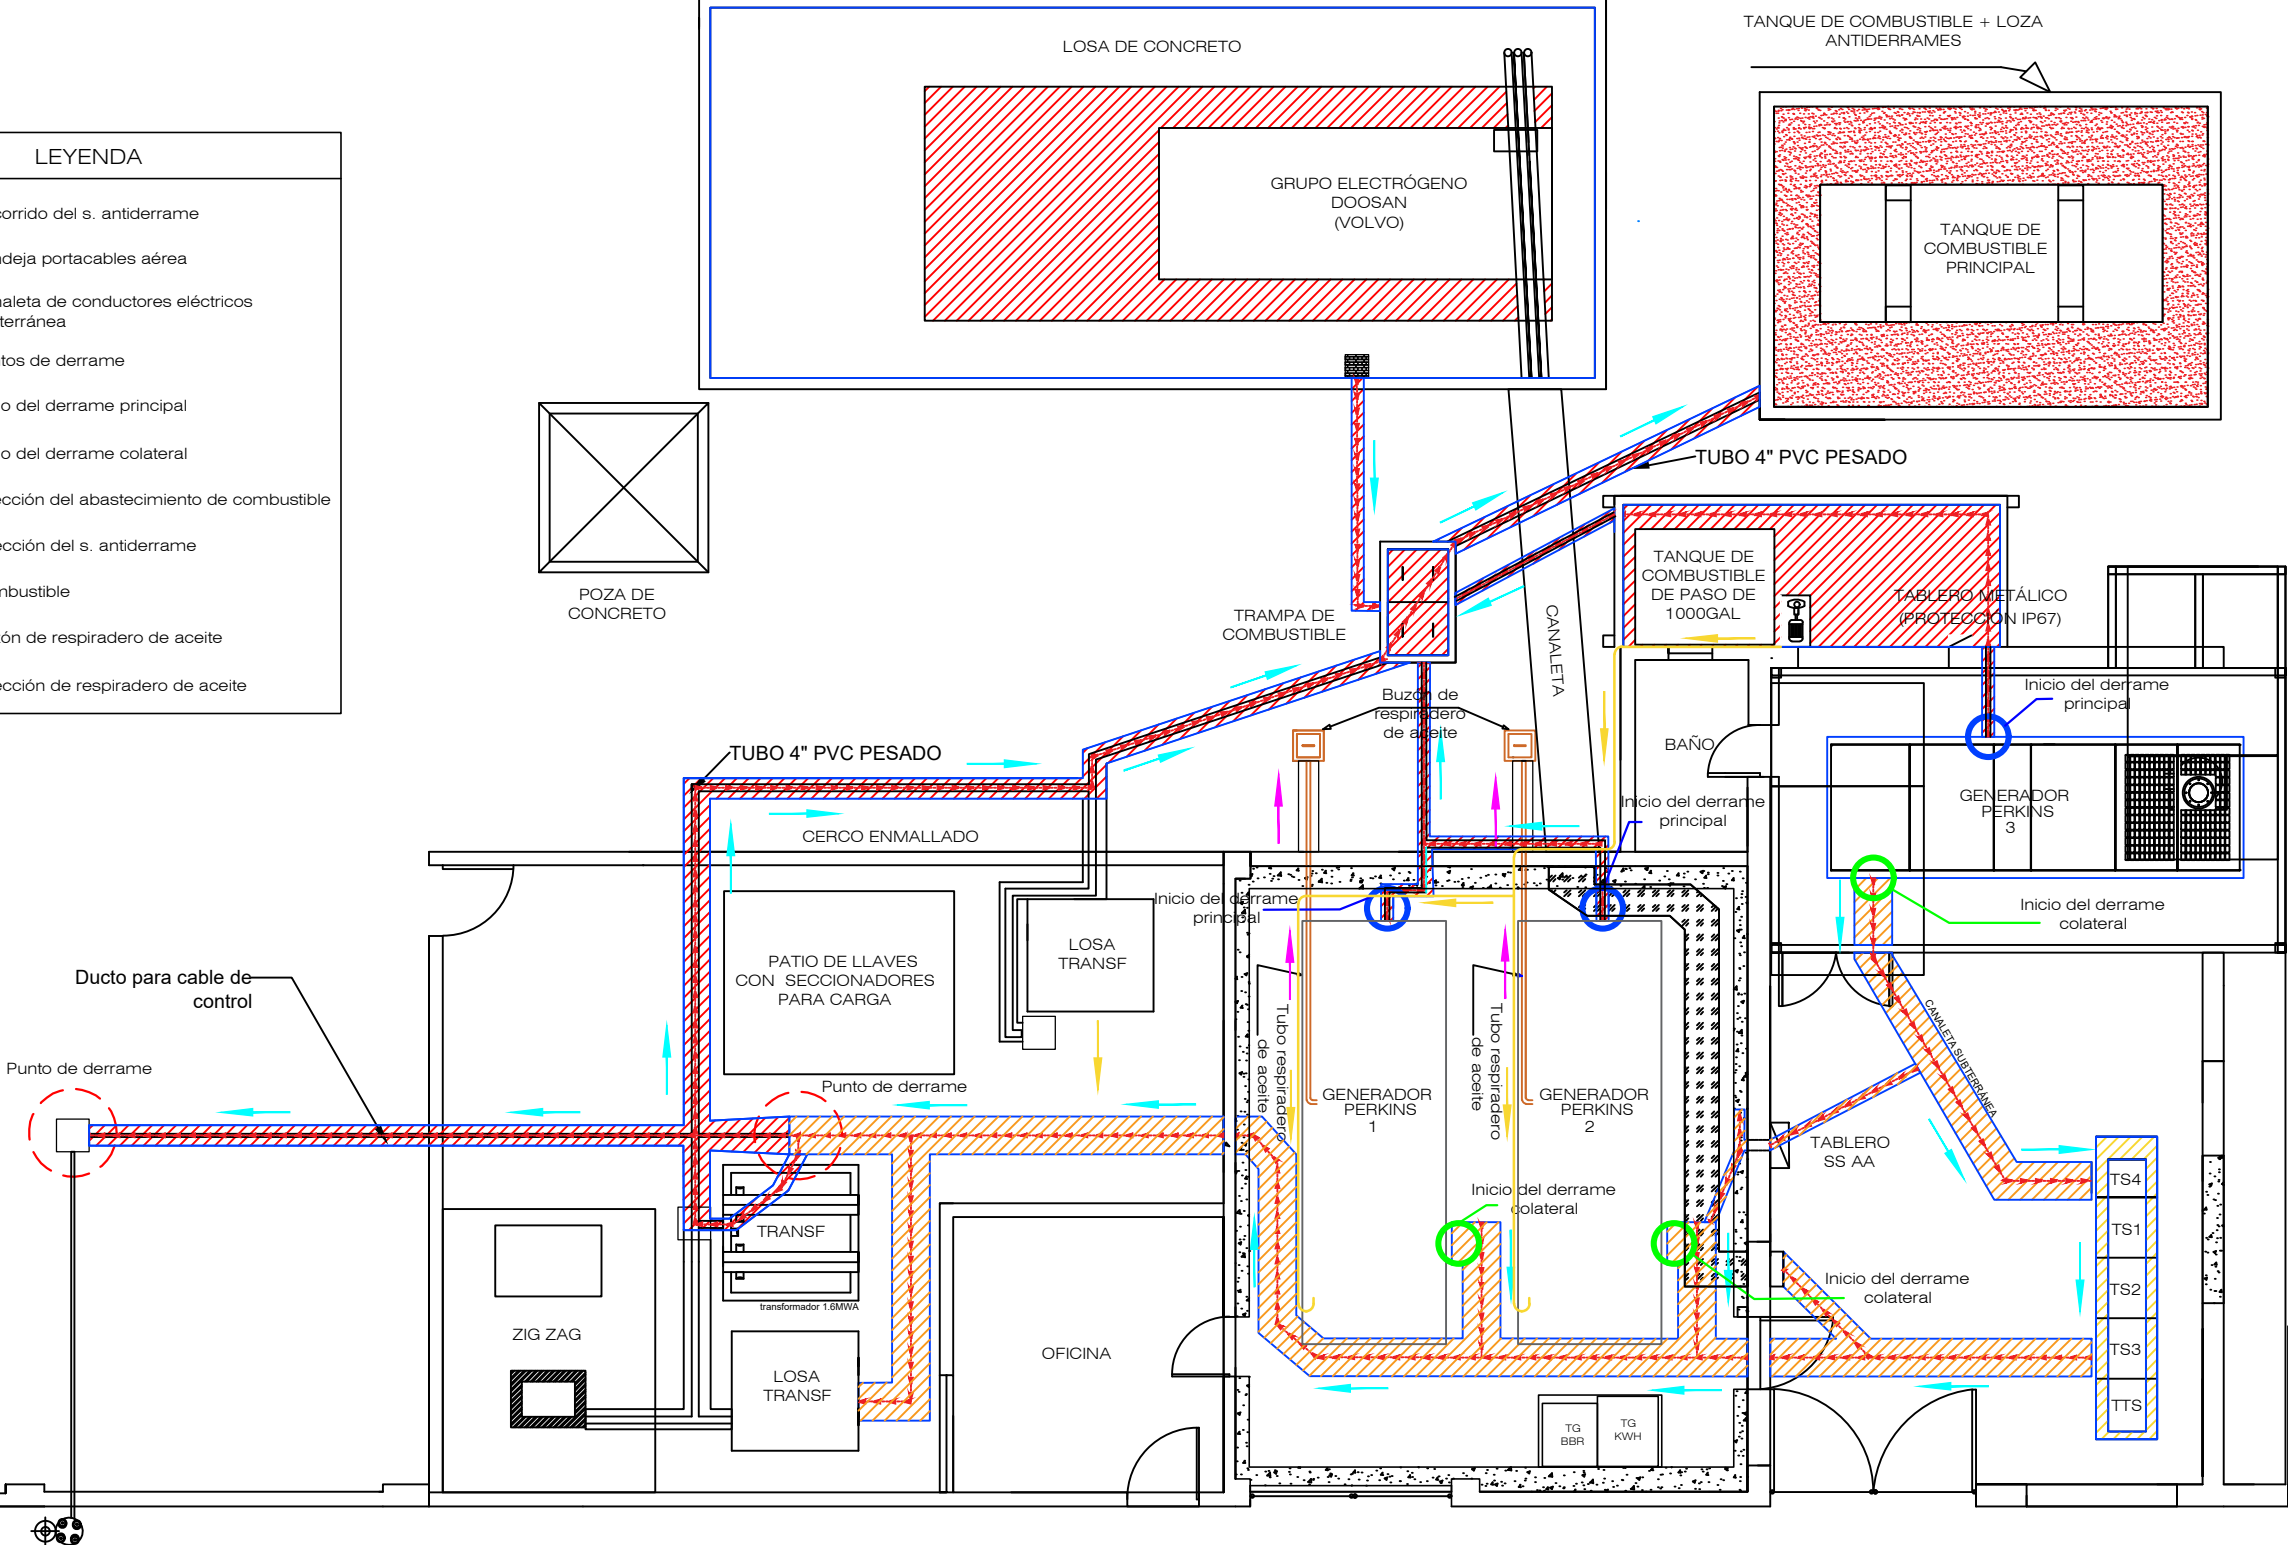 LOSA DE CONCRETO
TANQUE DE COMBUSTIBLE + LOZA
ANTIDERRAMES
GRUPO ELECTRÓGENO
DOOSAN
(VOLVO)
TANQUE DE
COMBUSTIBLE
PRINCIPAL
LEYENDA
orrido del s. antiderrame
deja portacables aérea
aleta de conductores eléctricos
terránea
tos de derrame
o del derrame principal
o del derrame colateral
ección del abastecimiento de combustible
ección del s. antiderrame
mbustible
ón de respiradero de aceite
ección de respiradero de aceite
POZA DE
CONCRETO
TUBO 4" PVC PESADO
TRAMPA DE
COMBUSTIBLE
CANALETA
TANQUE DE
COMBUSTIBLE
DE PASO DE
1000GAL
TABLERO METÁLICO
(PROTECCIÓN IP67)
Buzón de
respiradero
de aceite
BAÑO
Inicio del derrame
principal
TUBO 4" PVC PESADO
CERCO ENMALLADO
Inicio del derrame
principal
GENERADOR
PERKINS
3
Inicio del derrame
principal
Inicio del derrame
colateral
PATIO DE LLAVES
CON SECCIONADORES
PARA CARGA
LOSA
TRANSF
Ducto para cable de
control
Punto de derrame
Punto de derrame
Tubo respiradero
de aceite
GENERADOR
PERKINS
1
Tubo respiradero
de aceite
GENERADOR
PERKINS
2
CANALETA SUBTERRÁNEA
TABLERO
SS AA
Inicio del derrame
colateral
TRANSF
transformador 1.6MWA
ZIG ZAG
LOSA
TRANSF
OFICINA
Inicio del derrame
colateral
TS4
TS1
TS2
TS3
TTS
TG
BBR
TG
KWH